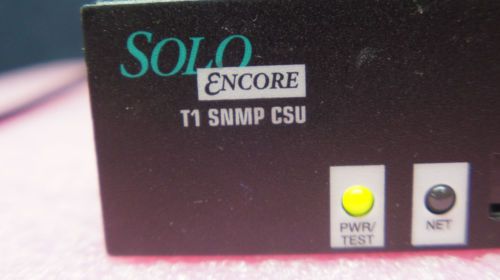 SOLO
ENCORE
T1 SNMP CSU
PWR/
TEST
NET